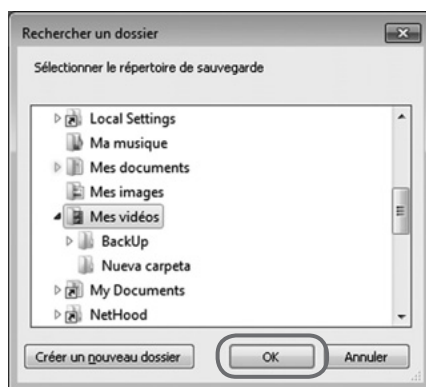 Rechercher un dossier
Sélectionner le répertoire de sauvegarde
Local Settings
Ma musique
Mes documents
Mes images
Mes vidéos
BackUp
Nueva carpeta
My Documents
NetHood
Créer un nouveau dossier OK Annuler